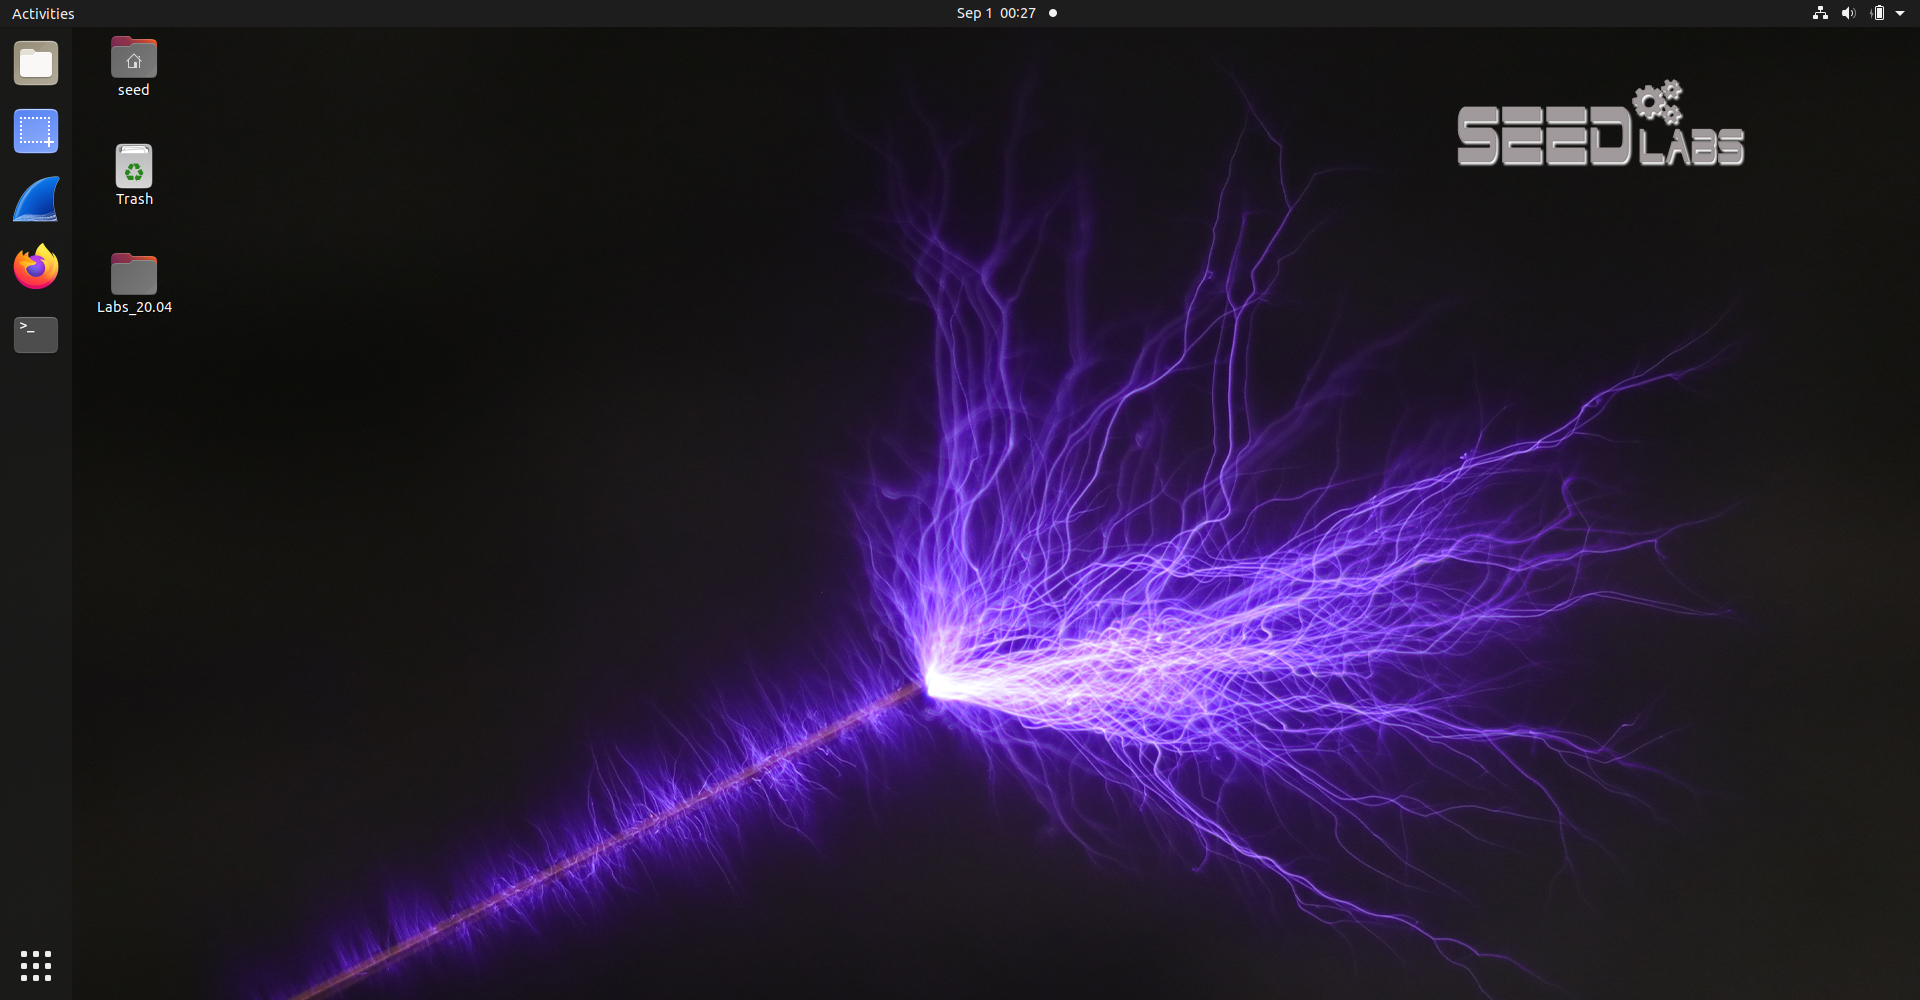 Activities
Sep 1 00:27
seed
Trash
Labs_20.04
>_
SEED LABS